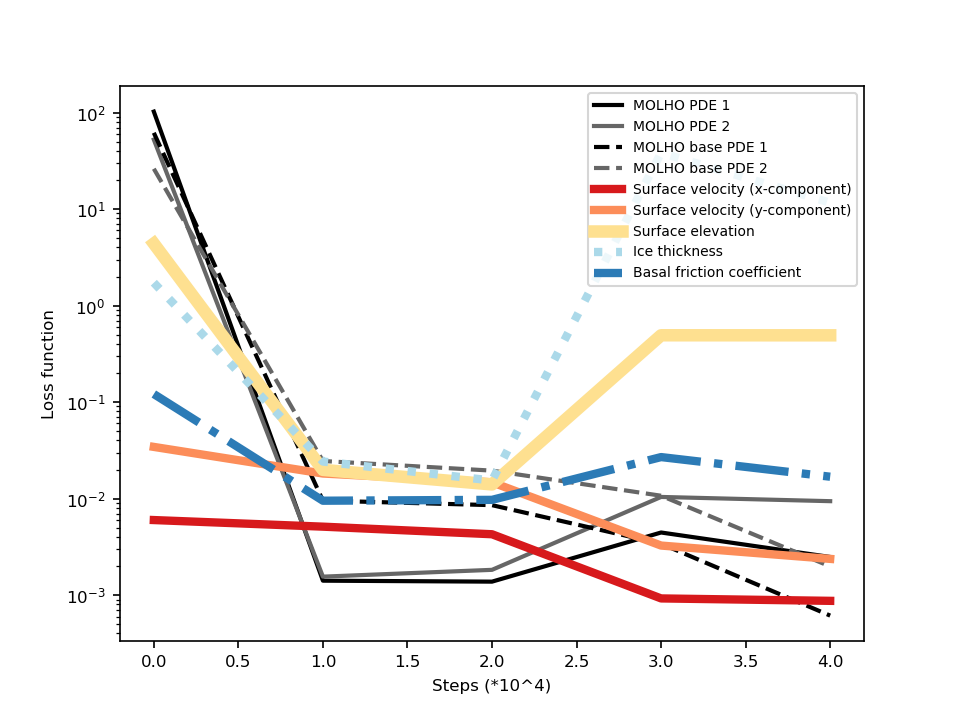 10^2
10^1
10^0
10^−1
10^−2
10^−3
Loss function
0.0 0.5 1.0 1.5 2.0 2.5 3.0 3.5 4.0
Steps (*10^4)
MOLHO PDE 1
MOLHO PDE 2
MOLHO base PDE 1
MOLHO base PDE 2
Surface velocity (x-component)
Surface velocity (y-component)
Surface elevation
Ice thickness
Basal friction coefficient